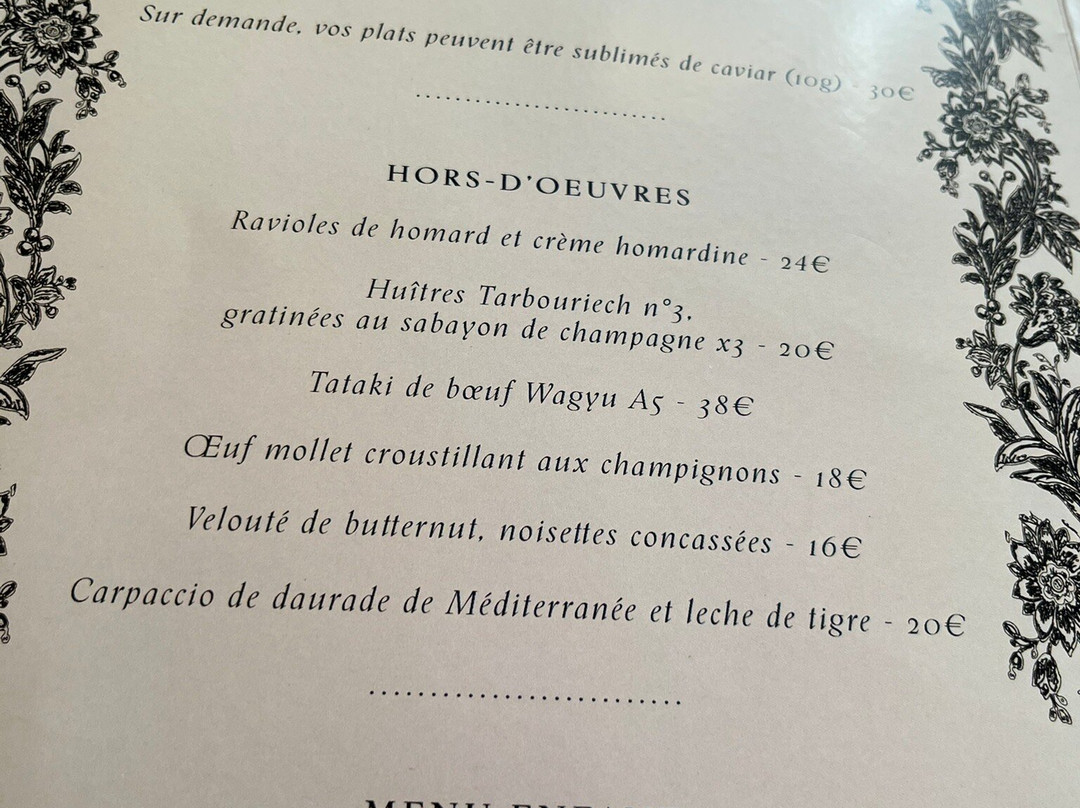 Sur demande, vos plats peuvent être sublimés de caviar (10g) - 30€
HORS-D'OEUVRES
Ravioles de homard et crème homardine - 24€
Huîtres Tarbouriech n°3,
gratinées au sabayon de champagne x3 - 20€
Tataki de bœuf Wagyu A5 - 38€
Œuf mollet croustillant aux champignons - 18€
Velouté de butternut, noisettes concassées - 16€
Carpaccio de daurade de Méditerranée et leche de tigre - 20€
MENU